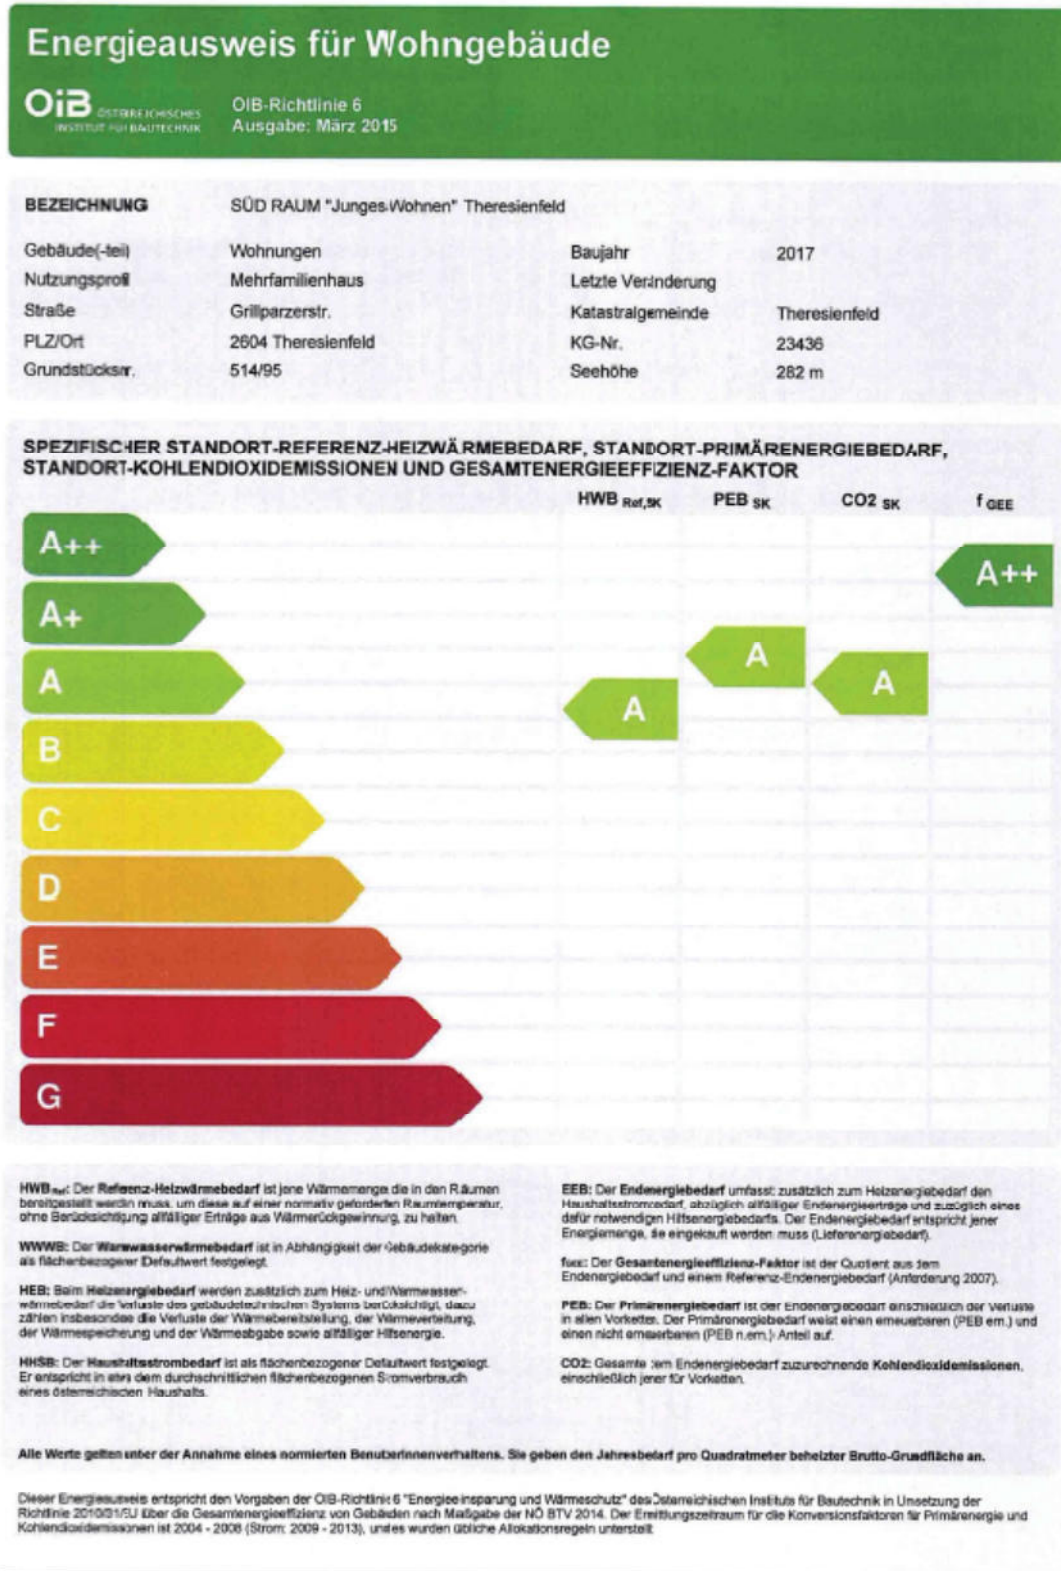 Energieausweis für Wohngebäude
OiB ÖSTERREICHISCHES
INSTITUT FÜR BAUTECHNIK
OIB-Richtlinie 6
Ausgabe: März 2015
BEZEICHNUNG SÜD RAUM "Junges Wohnen" Theresienfeld
Gebäude(-teil) Wohnungen Baujahr 2017
Nutzungsprofil Mehrfamilienhaus Letzte Veränderung
Straße Grillparzerstr. Katastralgemeinde Theresienfeld
PLZ/Ort 2604 Theresienfeld KG-Nr. 23436
Grundstücksnr. 514/95 Seehöhe 282 m
SPEZIFISCHER STANDORT-REFERENZ-HEIZWÄRMEBEDARF, STANDORT-PRIMÄRENERGIEBEDARF,
STANDORT-KOHLENDIOXIDEMISSIONEN UND GESAMTENERGIEEFFIZIENZ-FAKTOR
HWB Ref,SK PEB SK CO2 SK f GEE
A++ A++
A+
A A A A
B
C
D
E
F
G
HWB Ref: Der Referenz-Heizwärmebedarf ist jene Wärmemenge die in den Räumen
bereitgestellt werden muss, um diese auf einer normativ geforderten Raumtemperatur,
ohne Berücksichtigung allfälliger Erträge aus Wärmerückgewinnung, zu halten.
WWWB: Der Warmwasserwärmebedarf ist in Abhängigkeit der Gebäudekategorie
als flächenbezogener Defaultwert festgelegt.
HEB: Beim Heizenergiebedarf werden zusätzlich zum Heiz- und Warmwasser-
wärmebedarf die Verluste des gebäudetechnischen Systems berücksichtigt, dazu
zählen insbesondere die Verluste der Wärmebereitstellung, der Wärmeverteilung,
der Wärmespeicherung und der Wärmeabgabe sowie allfälliger Hilfsenergie.
HHSB: Der Haushaltsstrombedarf ist als flächenbezogener Defaultwert festgelegt.
Er entspricht in etwa dem durchschnittlichen flächenbezogenen Stromverbrauch
eines österreichischen Haushalts.
EEB: Der Endenergiebedarf umfasst zusätzlich zum Heizenergiebedarf den
Haushaltsstrombedarf, abzüglich allfälliger Endenergieerträge und zuzüglich eines
dafür notwendigen Hilfsenergiebedarfs. Der Endenergiebedarf entspricht jener
Energiemenge, die eingekauft werden muss (Lieferenergiebedarf).
fGEE: Der Gesamtenergieeffizienz-Faktor ist der Quotient aus dem
Endenergiebedarf und einem Referenz-Endenergiebedarf (Anforderung 2007).
PEB: Der Primärenergiebedarf ist der Endenergiebedarf einschließlich der Verluste
in allen Vorketten. Der Primärenergiebedarf weist einen erneuerbaren (PEB ern.) und
einen nicht erneuerbaren (PEB n.ern.) Anteil auf.
CO2: Gesamte dem Endenergiebedarf zuzurechnende Kohlendioxidemissionen,
einschließlich jener für Vorketten.
Alle Werte gelten unter der Annahme eines normierten BenutzerInnenverhaltens. Sie geben den Jahresbedarf pro Quadratmeter beheizter Brutto-Grundfläche an.
Dieser Energieausweis entspricht den Vorgaben der OIB-Richtlinie 6 "Energieeinsparung und Wärmeschutz" des Österreichischen Instituts für Bautechnik in Umsetzung der
Richtlinie 2010/31/EU über die Gesamtenergieeffizienz von Gebäuden nach Maßgabe der NÖ BTV 2014. Der Ermittlungszeitraum für die Konversionsfaktoren für Primärenergie und
Kohlendioxidemissionen ist 2004 - 2008 (Strom: 2009 - 2013), und es wurden übliche Allokationsregeln unterstellt.